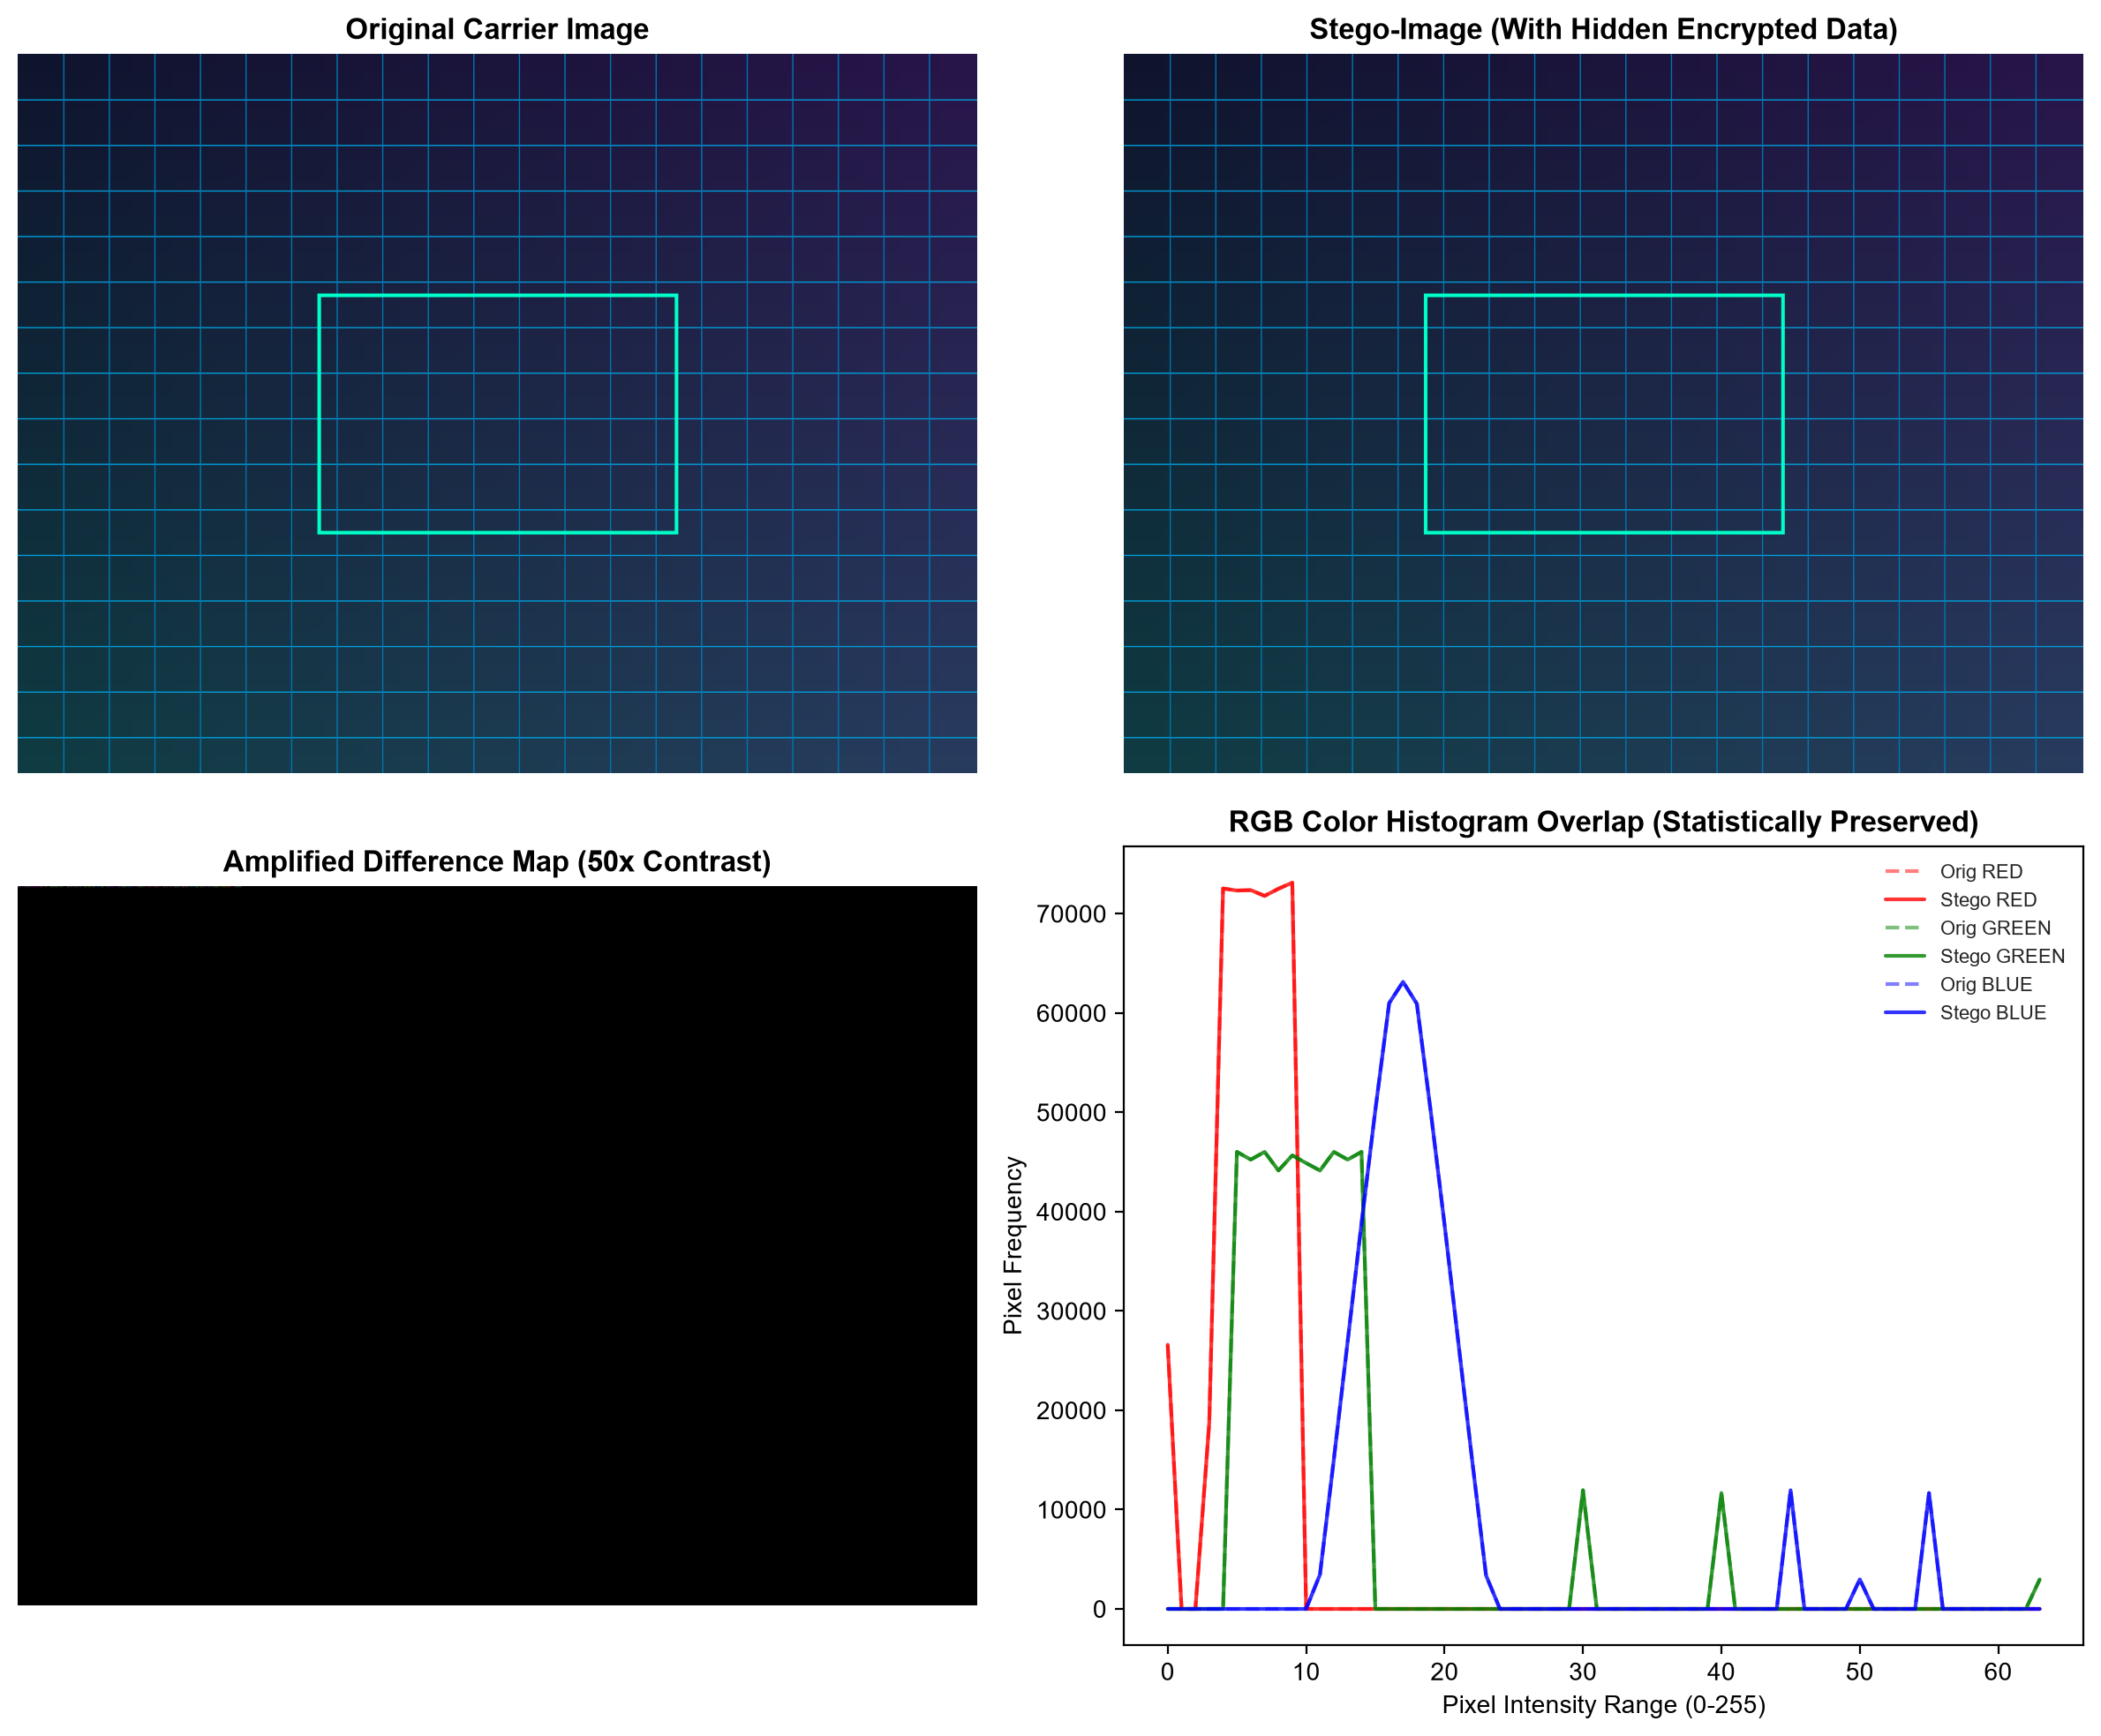 Original Carrier Image
Stego-Image (With Hidden Encrypted Data)
Amplified Difference Map (50x Contrast)
RGB Color Histogram Overlap (Statistically Preserved)
Orig RED
Stego RED
Orig GREEN
Stego GREEN
Orig BLUE
Stego BLUE
Pixel Frequency
70000
60000
50000
40000
30000
20000
10000
0
0 10 20 30 40 50 60
Pixel Intensity Range (0-255)